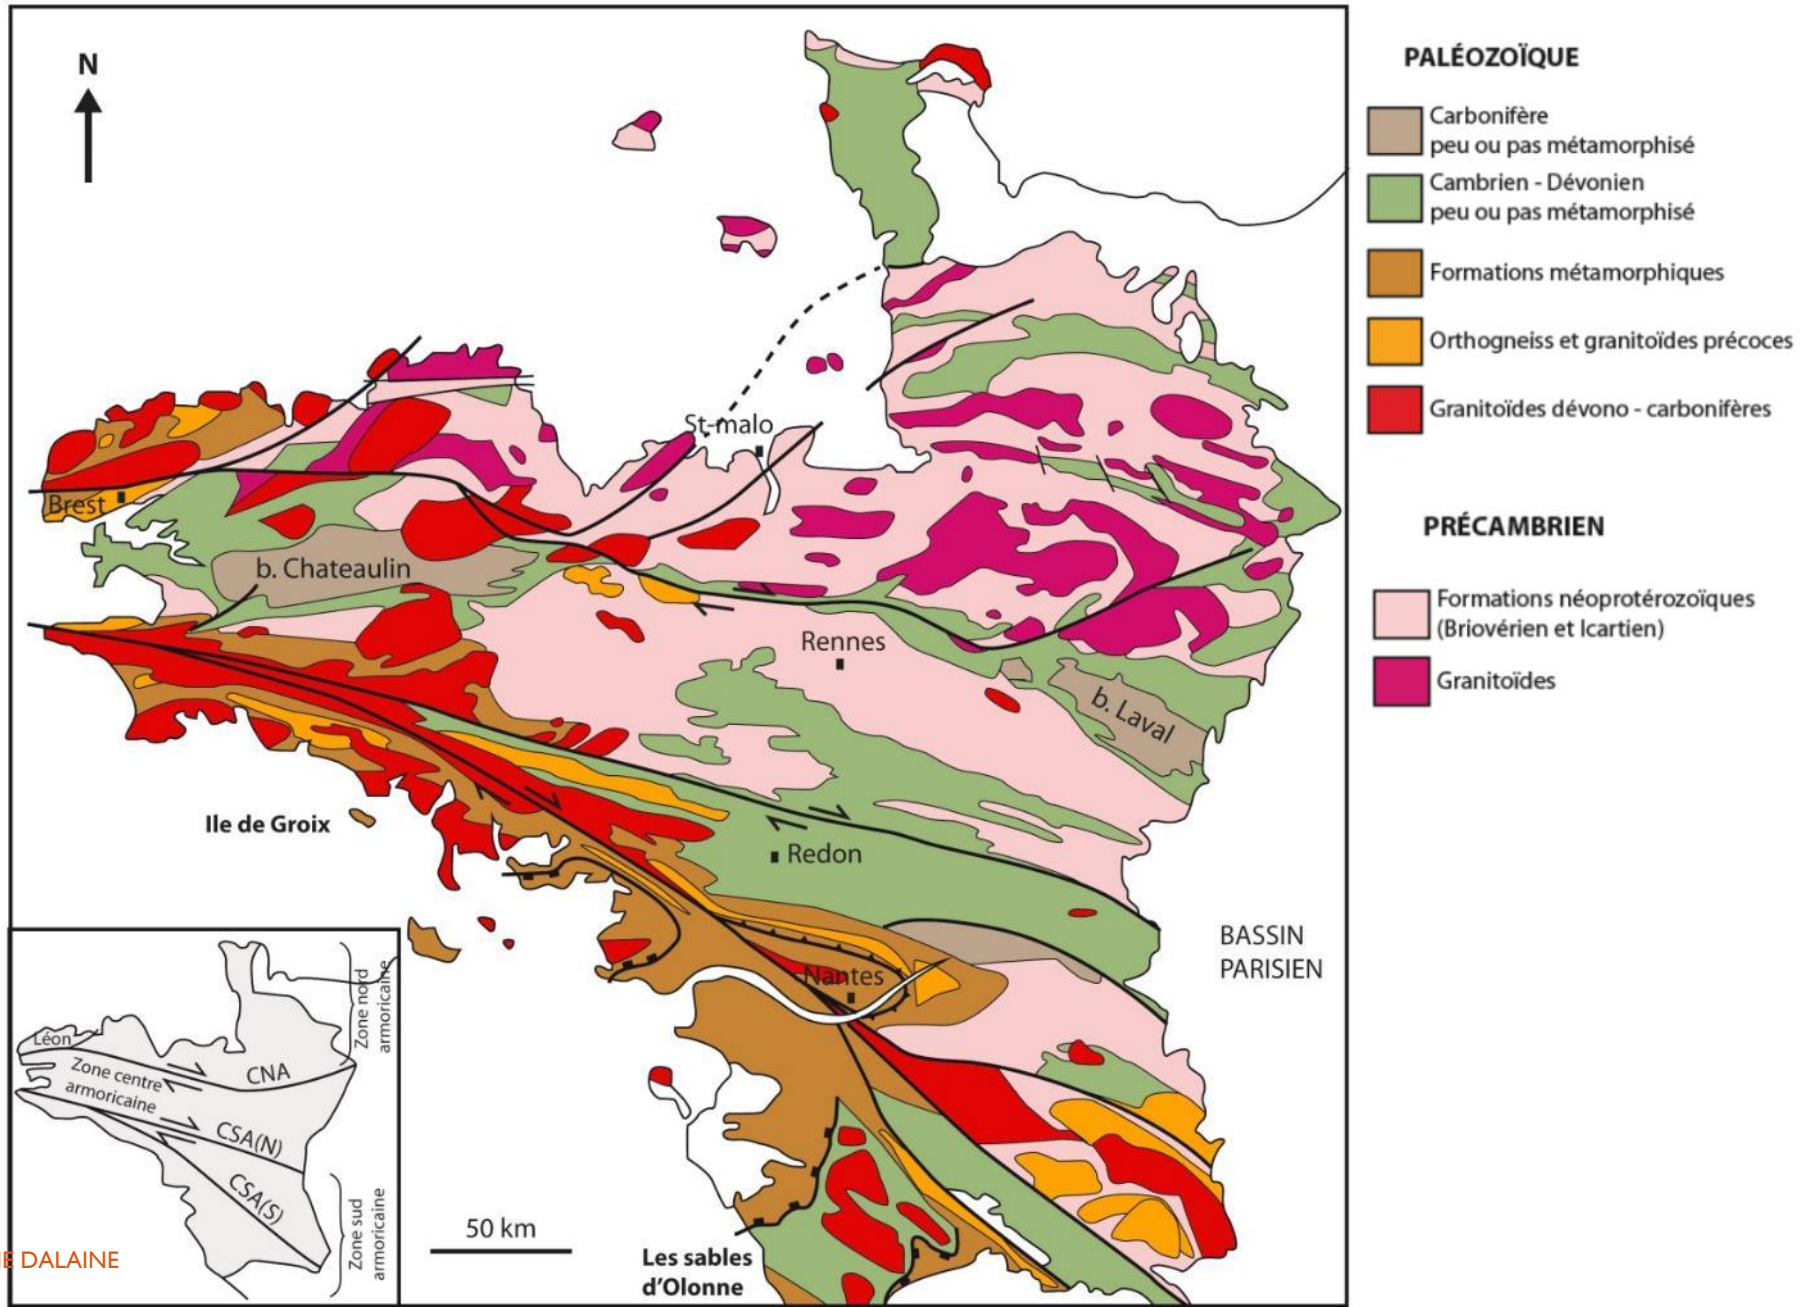 N
St-malo
Brest
b. Chateaulin
Rennes
b. Laval
Ile de Groix
Redon
BASSIN
PARISIEN
Nantes
50 km
Les sables
d'Olonne
Léon
Zone centre
armoricaine
CNA
CSA(N)
CSA(S)
Zone nord
armoricaine
Zone sud
armoricaine
DALAINE
PALÉOZOÏQUE
Carbonifère
peu ou pas métamorphisé
Cambrien - Dévonien
peu ou pas métamorphisé
Formations métamorphiques
Orthogneiss et granitoïdes précoces
Granitoïdes dévono - carbonifères
PRÉCAMBRIEN
Formations néoprotérozoïques
(Briovérien et Icartien)
Granitoïdes